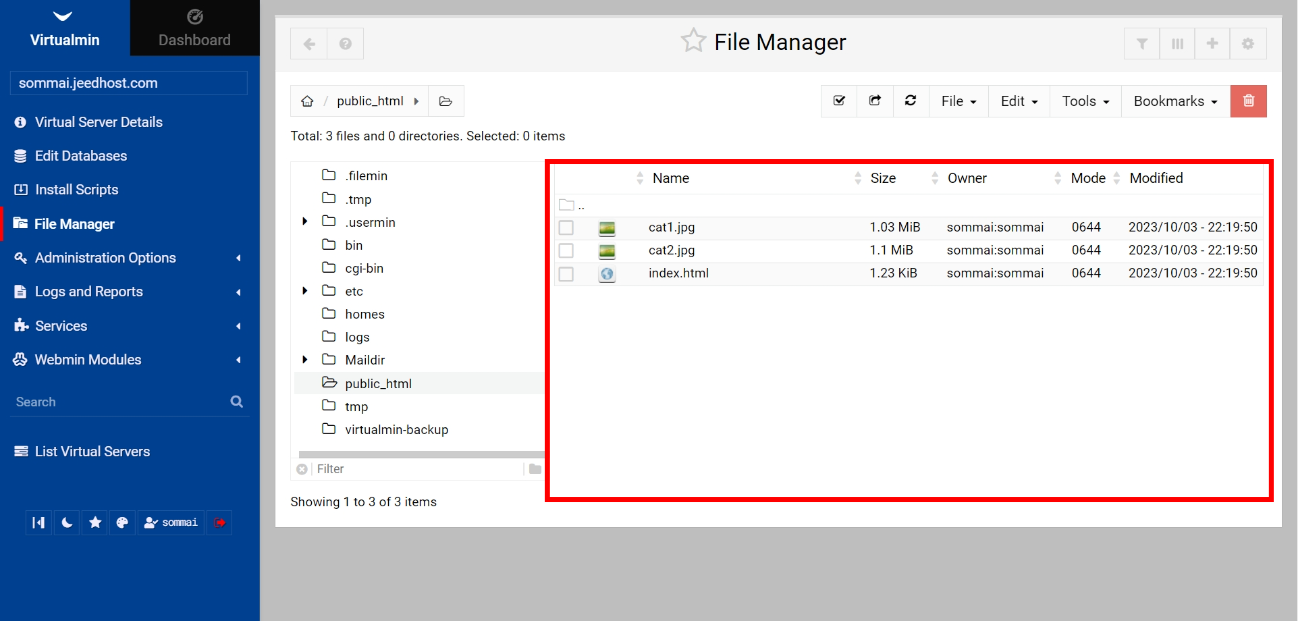 Virtualmin
Dashboard
sommai.jeedhost.com
Virtual Server Details
Edit Databases
Install Scripts
File Manager
Administration Options
Logs and Reports
Services
Webmin Modules
Search
List Virtual Servers
sommai
File Manager
/ public_html
File Edit Tools Bookmarks
Total: 3 files and 0 directories. Selected: 0 items
.filemin
.tmp
.usermin
bin
cgi-bin
etc
homes
logs
Maildir
public_html
tmp
virtualmin-backup
Filter
Showing 1 to 3 of 3 items
Name Size Owner Mode Modified
..
cat1.jpg 1.03 MiB sommai:sommai 0644 2023/10/03 - 22:19:50
cat2.jpg 1.1 MiB sommai:sommai 0644 2023/10/03 - 22:19:50
index.html 1.23 KiB sommai:sommai 0644 2023/10/03 - 22:19:50